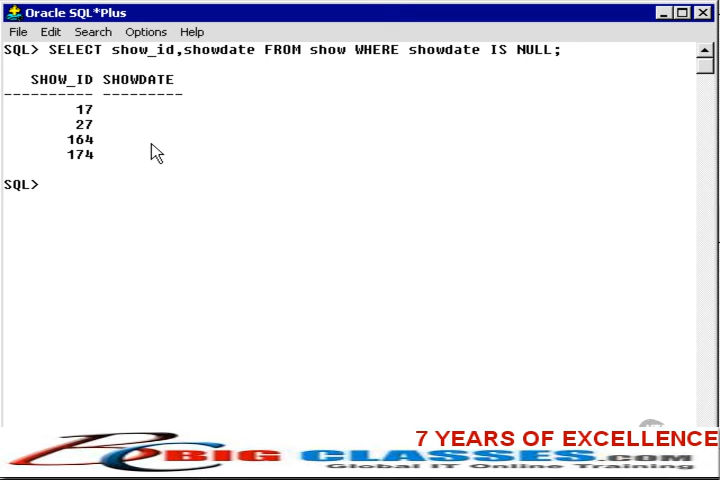 Oracle SQL*Plus
File Edit Search Options Help
SQL> SELECT show_id,showdate FROM show WHERE showdate IS NULL;
SHOW_ID SHOWDATE
---------- ---------
17
27
164
174
SQL>
7 YEARS OF EXCELLENCE
BIG CLASSES.COM
Global IT Online Training